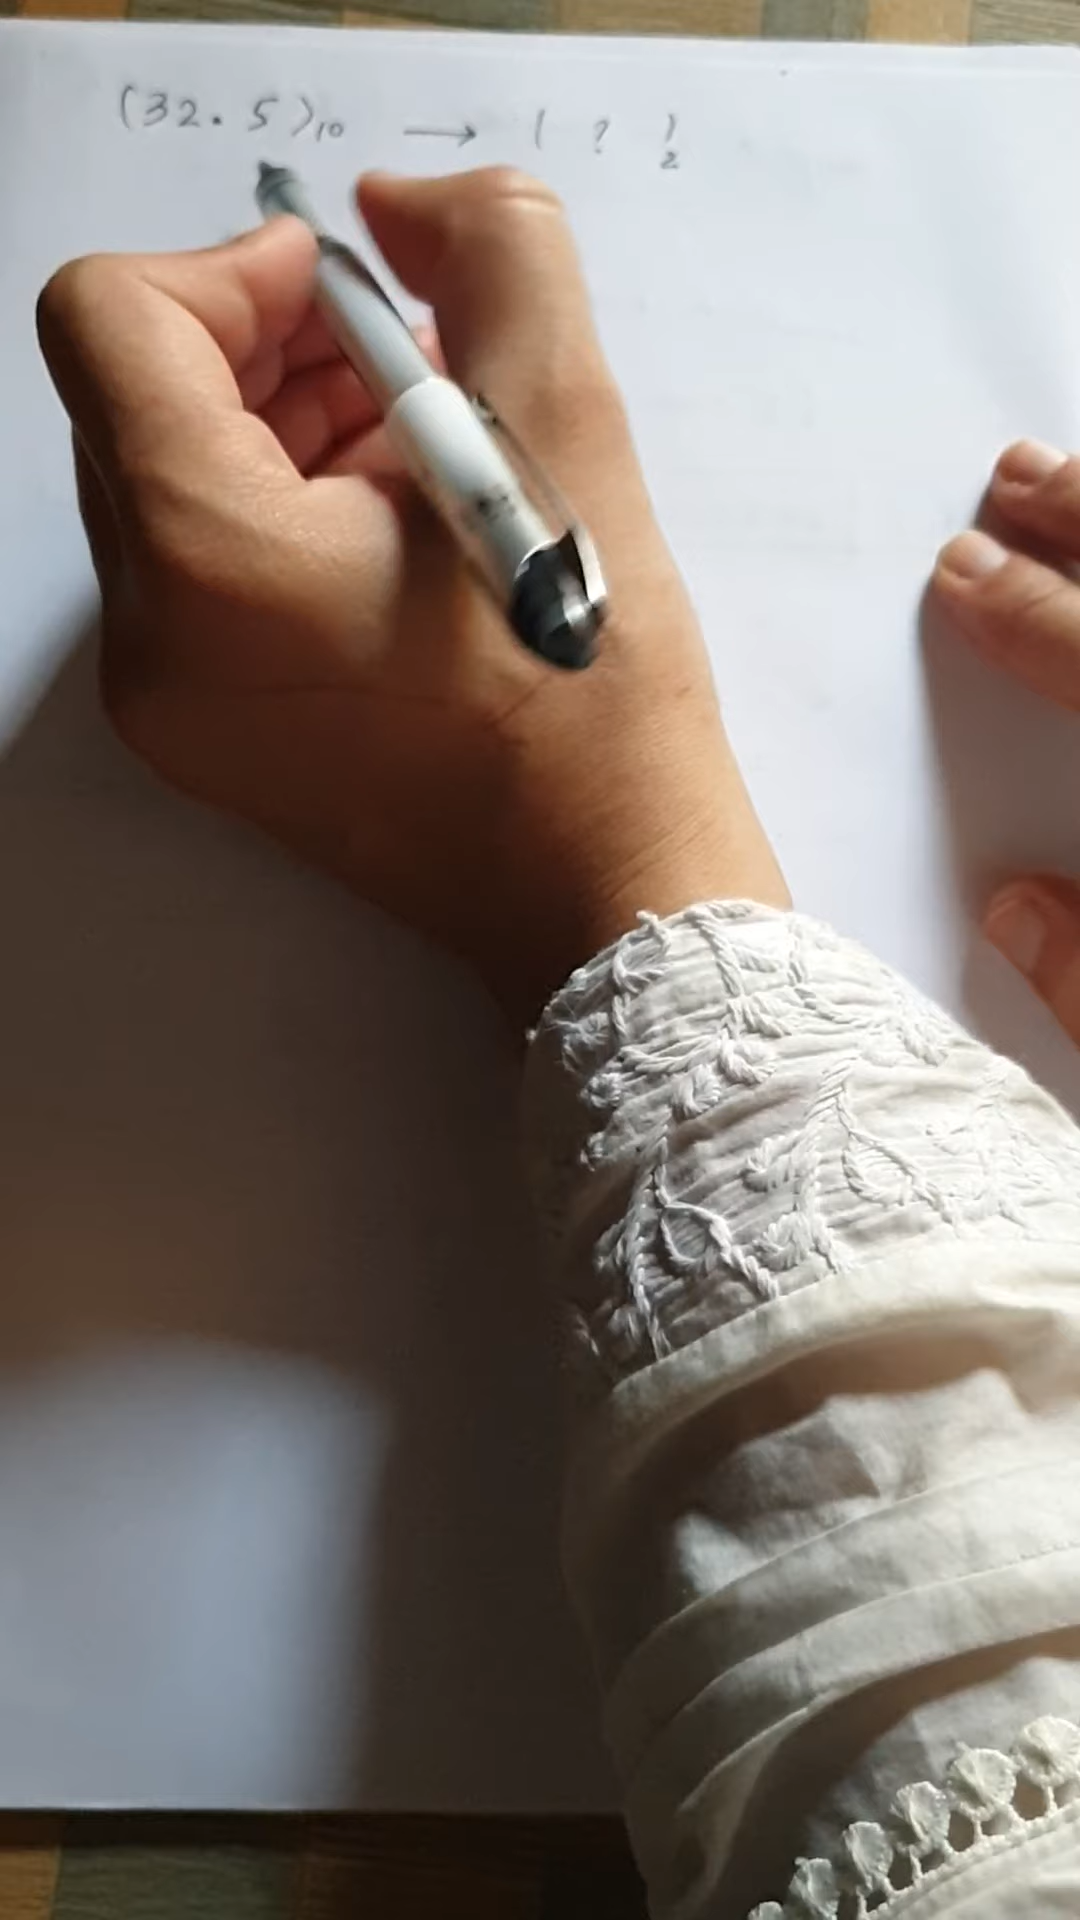 (32.5)₁₀ → ( ? )₂